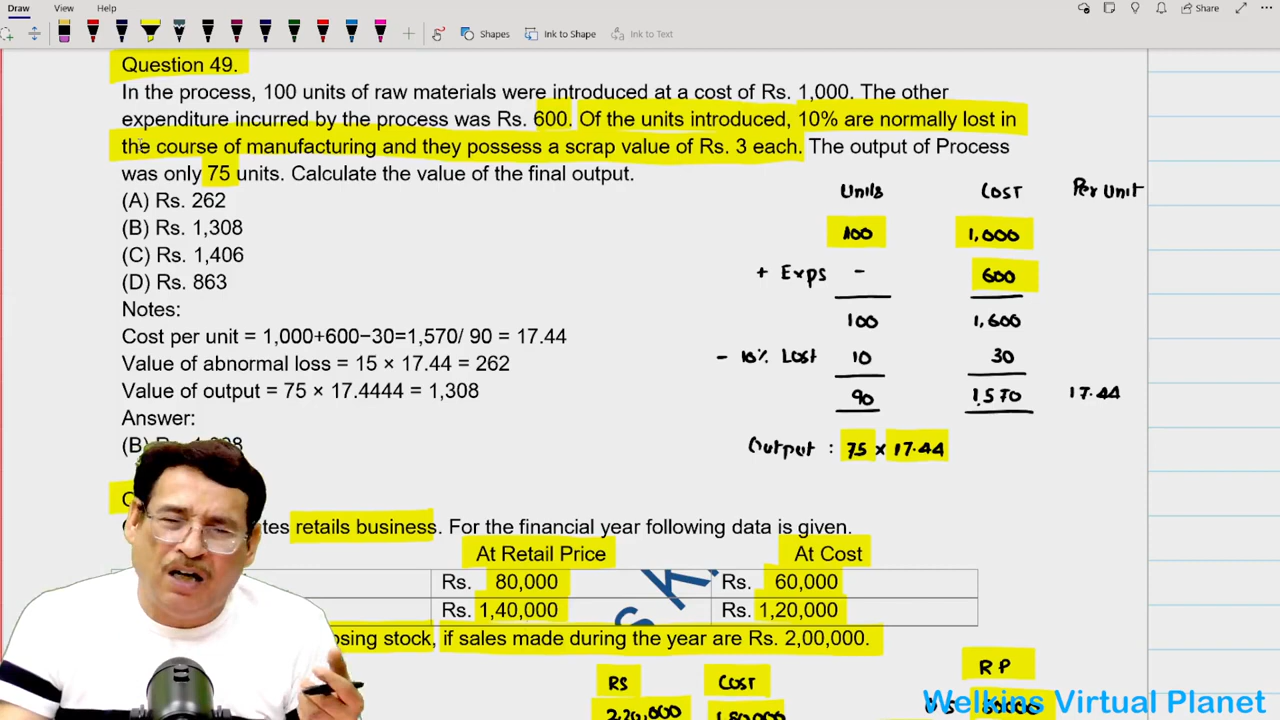 Draw View Help
Share
Shapes Ink to Shape Ink to Text
Question 49.
In the process, 100 units of raw materials were introduced at a cost of Rs. 1,000. The other
expenditure incurred by the process was Rs. 600. Of the units introduced, 10% are normally lost in
the course of manufacturing and they possess a scrap value of Rs. 3 each. The output of Process
was only 75 units. Calculate the value of the final output.
(A) Rs. 262
(B) Rs. 1,308
(C) Rs. 1,406
(D) Rs. 863
Notes:
Cost per unit = 1,000+600−30=1,570/ 90 = 17.44
Value of abnormal loss = 15 × 17.44 = 262
Value of output = 75 × 17.4444 = 1,308
Answer:
Units Cost Per Unit
100 1,000
+ Exps - 600
100 1,600
- 10% Lost 10 30
90 1,570 17.44
Output : 75 x 17.44
retails business. For the financial year following data is given.
At Retail Price At Cost
Rs. 80,000 Rs. 60,000
Rs. 1,40,000 Rs. 1,20,000
stock, if sales made during the year are Rs. 2,00,000.
RS COST RP
2,20,000 1,80,000
Welkins Virtual Planet